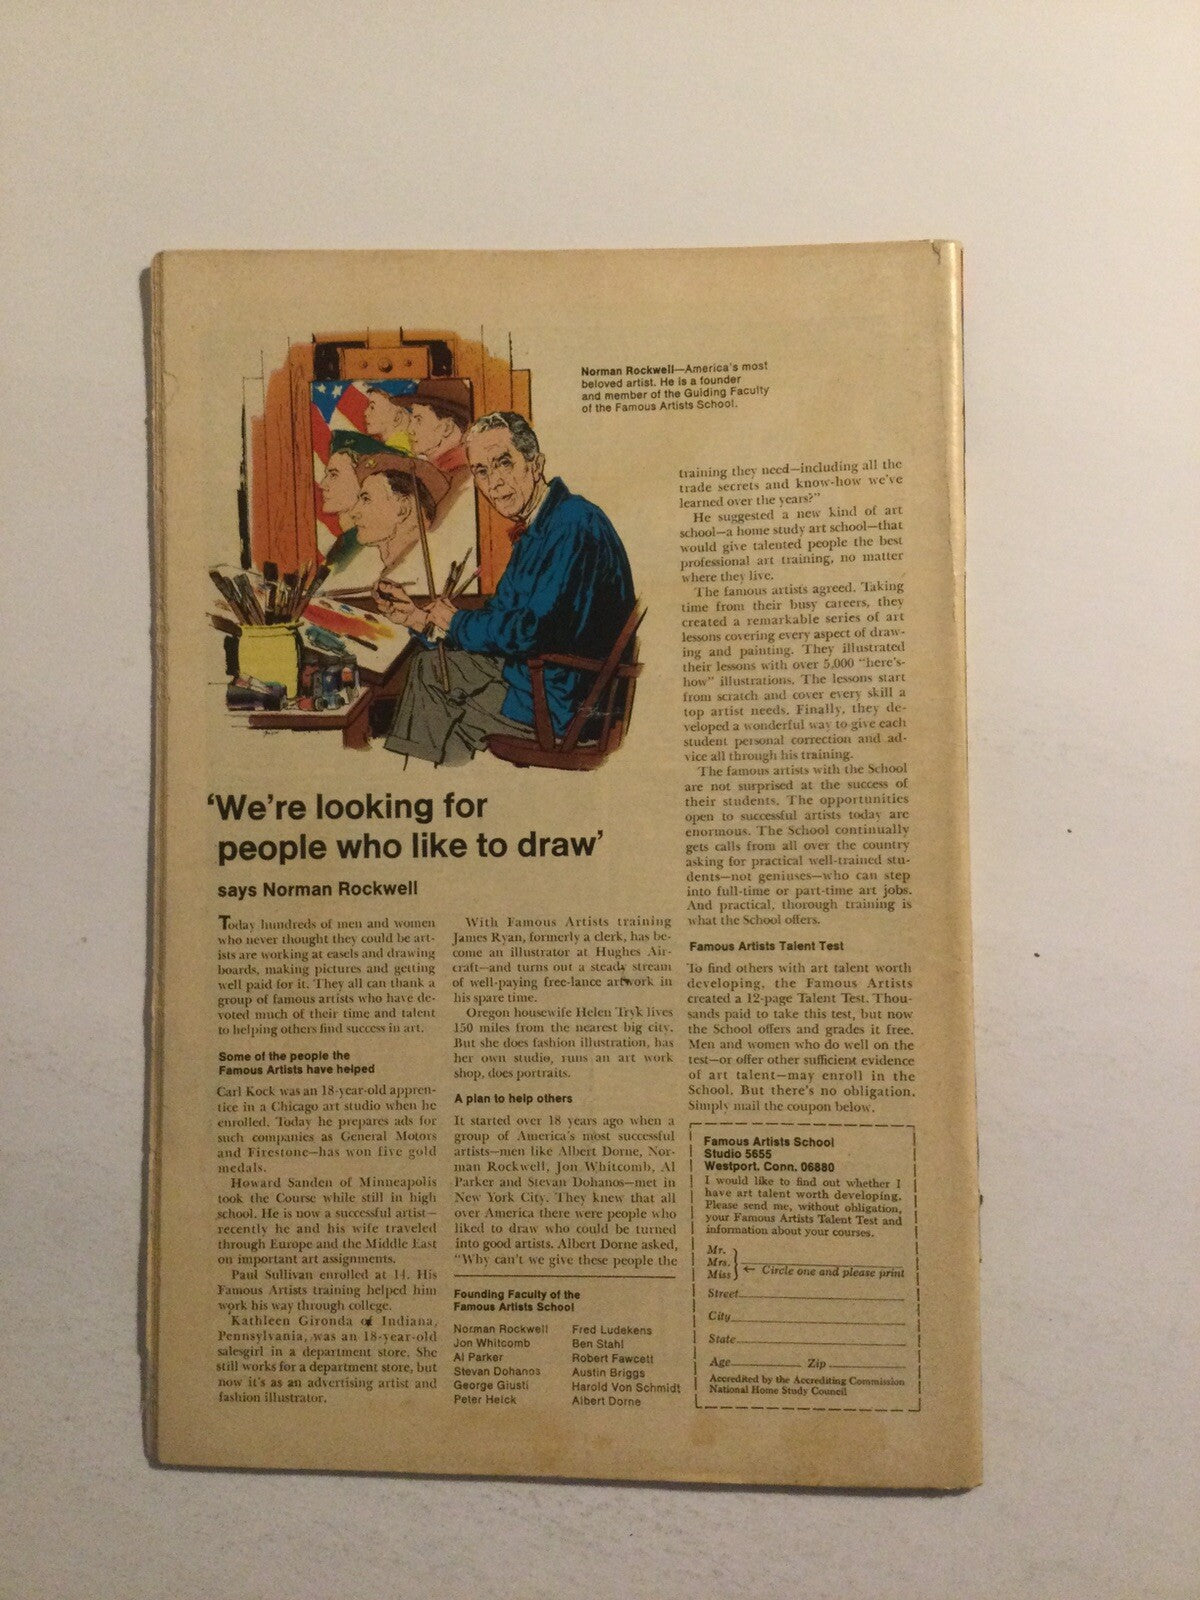 Norman Rockwell—America's most
beloved artist. He is a founder
and member of the Guiding Faculty
of the Famous Artists School.
'We're looking for
people who like to draw'
says Norman Rockwell
Today hundreds of men and women
who never thought they could be art-
ists are working at easels and drawing
boards, making pictures and getting
well paid for it. They all can thank a
group of famous artists who have de-
voted much of their time and talent
to helping others find success in art.
Some of the people the
Famous Artists have helped
Carl Kock was an 18-year-old appren-
tice in a Chicago art studio when he
enrolled. Today he prepares ads for
such companies as General Motors
and Firestone—has won five gold
medals.
Howard Sanden of Minneapolis
took the Course while still in high
school. He is now a successful artist—
recently he and his wife traveled
through Europe and the Middle East
on important art assignments.
Paul Sullivan enrolled at 14. His
Famous Artists training helped him
work his way through college.
Kathleen Gironda of Indiana,
Pennsylvania, was an 18-year-old
salesgirl in a department store. She
still works for a department store, but
now it's as an advertising artist and
fashion illustrator.
With Famous Artists training
James Ryan, formerly a clerk, has be-
come an illustrator at Hughes Air-
craft—and turns out a steady stream
of well-paying free-lance artwork in
his spare time.
Oregon housewife Helen Tryk lives
150 miles from the nearest big city.
But she does fashion illustration, has
her own studio, runs an art work
shop, does portraits.
A plan to help others
It started over 18 years ago when a
group of America's most successful
artists—men like Albert Dorne, Nor-
man Rockwell, Jon Whitcomb, Al
Parker and Stevan Dohanos—met in
New York City. They knew that all
over America there were people who
liked to draw who could be turned
into good artists. Albert Dorne asked,
"Why can't we give these people the
Founding Faculty of the
Famous Artists School
Norman Rockwell
Jon Whitcomb
Al Parker
Stevan Dohanos
George Giusti
Peter Helck
Fred Ludekens
Ben Stahl
Robert Fawcett
Austin Briggs
Harold Von Schmidt
Albert Dorne
training they need—including all the
trade secrets and know-how we've
learned over the years?"
He suggested a new kind of art
school—a home study art school—that
would give talented people the best
professional art training, no matter
where they live.
The famous artists agreed. Taking
time from their busy careers, they
created a remarkable series of art
lessons covering every aspect of draw-
ing and painting. They illustrated
their lessons with over 5,000 "here's-
how" illustrations. The lessons start
from scratch and cover every skill a
top artist needs. Finally, they de-
veloped a wonderful way to give each
student personal correction and ad-
vice all through his training.
The famous artists with the School
are not surprised at the success of
their students. The opportunities
open to successful artists today are
enormous. The School continually
gets calls from all over the country
asking for practical well-trained stu-
dents—not geniuses—who can step
into full-time or part-time art jobs.
And practical, thorough training is
what the School offers.
Famous Artists Talent Test
To find others with art talent worth
developing, the Famous Artists
created a 12-page Talent Test. Thou-
sands paid to take this test, but now
the School offers and grades it free.
Men and women who do well on the
test—or offer other sufficient evidence
of art talent—may enroll in the
School. But there's no obligation.
Simply mail the coupon below.
Famous Artists School
Studio 5655
Westport, Conn. 06880
I would like to find out whether I
have art talent worth developing.
Please send me, without obligation,
your Famous Artists Talent Test and
information about your courses.
Mr.
Mrs.
Miss
Circle one and please print
Street
City
State
Age Zip
Accredited by the Accrediting Commission
National Home Study Council